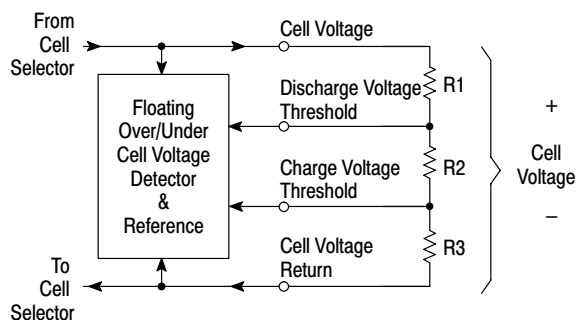 From
Cell
Selector
Cell Voltage
R1
Discharge Voltage
Threshold
Floating
Over/Under
Cell Voltage
Detector
&
Reference
R2
Charge Voltage
Threshold
+
Cell
Voltage
–
R3
Cell Voltage
Return
To
Cell
Selector